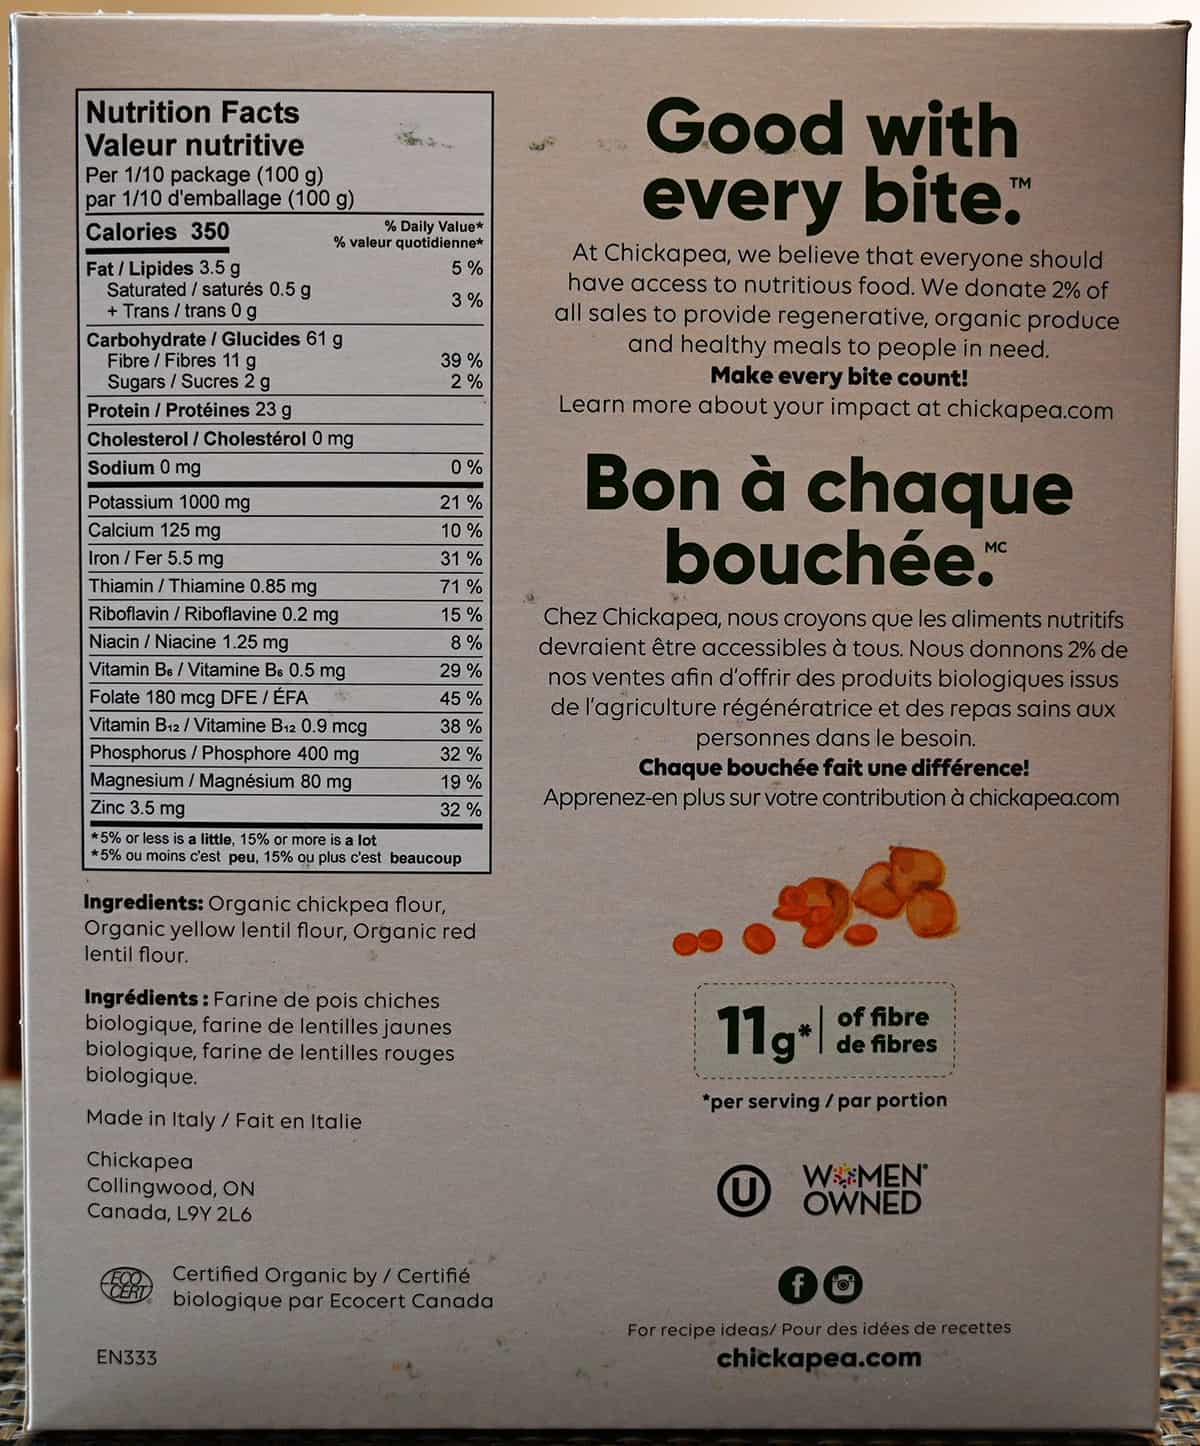 Nutrition Facts
Valeur nutritive
Per 1/10 package (100 g)
par 1/10 d'emballage (100 g)
Calories 350
% Daily Value*
% valeur quotidienne*
Fat / Lipides 3.5 g 5 %
Saturated / saturés 0.5 g
+ Trans / trans 0 g 3 %
Carbohydrate / Glucides 61 g
Fibre / Fibres 11 g 39 %
Sugars / Sucres 2 g 2 %
Protein / Protéines 23 g
Cholesterol / Cholestérol 0 mg
Sodium 0 mg 0 %
Potassium 1000 mg 21 %
Calcium 125 mg 10 %
Iron / Fer 5.5 mg 31 %
Thiamin / Thiamine 0.85 mg 71 %
Riboflavin / Riboflavine 0.2 mg 15 %
Niacin / Niacine 1.25 mg 8 %
Vitamin B₆ / Vitamine B₆ 0.5 mg 29 %
Folate 180 mcg DFE / ÉFA 45 %
Vitamin B₁₂ / Vitamine B₁₂ 0.9 mcg 38 %
Phosphorus / Phosphore 400 mg 32 %
Magnesium / Magnésium 80 mg 19 %
Zinc 3.5 mg 32 %
*5% or less is a little, 15% or more is a lot
*5% ou moins c'est peu, 15% ou plus c'est beaucoup
Ingredients: Organic chickpea flour,
Organic yellow lentil flour, Organic red
lentil flour.
Ingrédients : Farine de pois chiches
biologique, farine de lentilles jaunes
biologique, farine de lentilles rouges
biologique.
Made in Italy / Fait en Italie
Chickapea
Collingwood, ON
Canada, L9Y 2L6
ECO
CERT
Certified Organic by / Certifié
biologique par Ecocert Canada
EN333
Good with
every bite.™
At Chickapea, we believe that everyone should
have access to nutritious food. We donate 2% of
all sales to provide regenerative, organic produce
and healthy meals to people in need.
Make every bite count!
Learn more about your impact at chickapea.com
Bon à chaque
bouchée.MC
Chez Chickapea, nous croyons que les aliments nutritifs
devraient être accessibles à tous. Nous donnons 2% de
nos ventes afin d'offrir des produits biologiques issus
de l'agriculture régénératrice et des repas sains aux
personnes dans le besoin.
Chaque bouchée fait une différence!
Apprenez-en plus sur votre contribution à chickapea.com
11g* of fibre
de fibres
*per serving / par portion
U
WOMEN
OWNED
For recipe ideas/ Pour des idées de recettes
chickapea.com